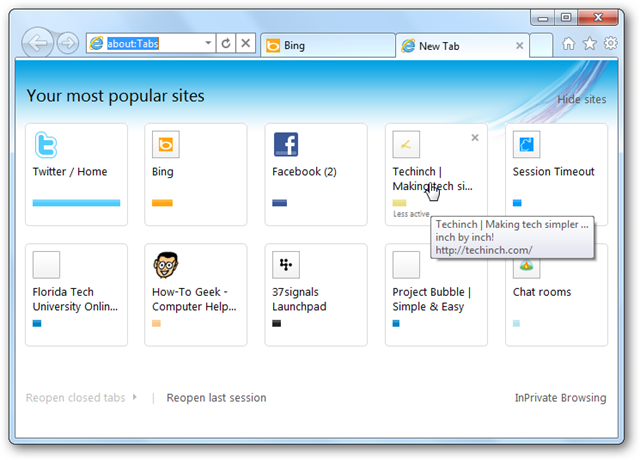 about:Tabs
Bing
New Tab
Your most popular sites
Hide sites
Twitter / Home
Bing
Facebook (2)
Techinch |
Making tech si...
Less active
Session Timeout
Techinch | Making tech simpler ...
inch by inch!
http://techinch.com/
Florida Tech
University Onlin...
How-To Geek -
Computer Help...
37signals
Launchpad
Project Bubble |
Simple & Easy
Chat rooms
Reopen closed tabs
Reopen last session
InPrivate Browsing